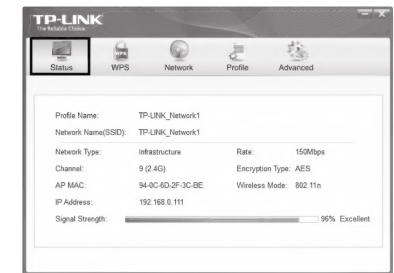 TP-LINK
The Reliable Choice
Status WPS Network Profile Advanced
Profile Name: TP-LINK_Network1
Network Name(SSID): TP-LINK_Network1
Network Type: Infrastructure Rate: 150Mbps
Channel: 9 (2.4G) Encryption Type: AES
AP MAC: 94-0C-6D-2F-3C-BE Wireless Mode: 802.11n
IP Address: 192.168.0.111
Signal Strength: 96% Excellent